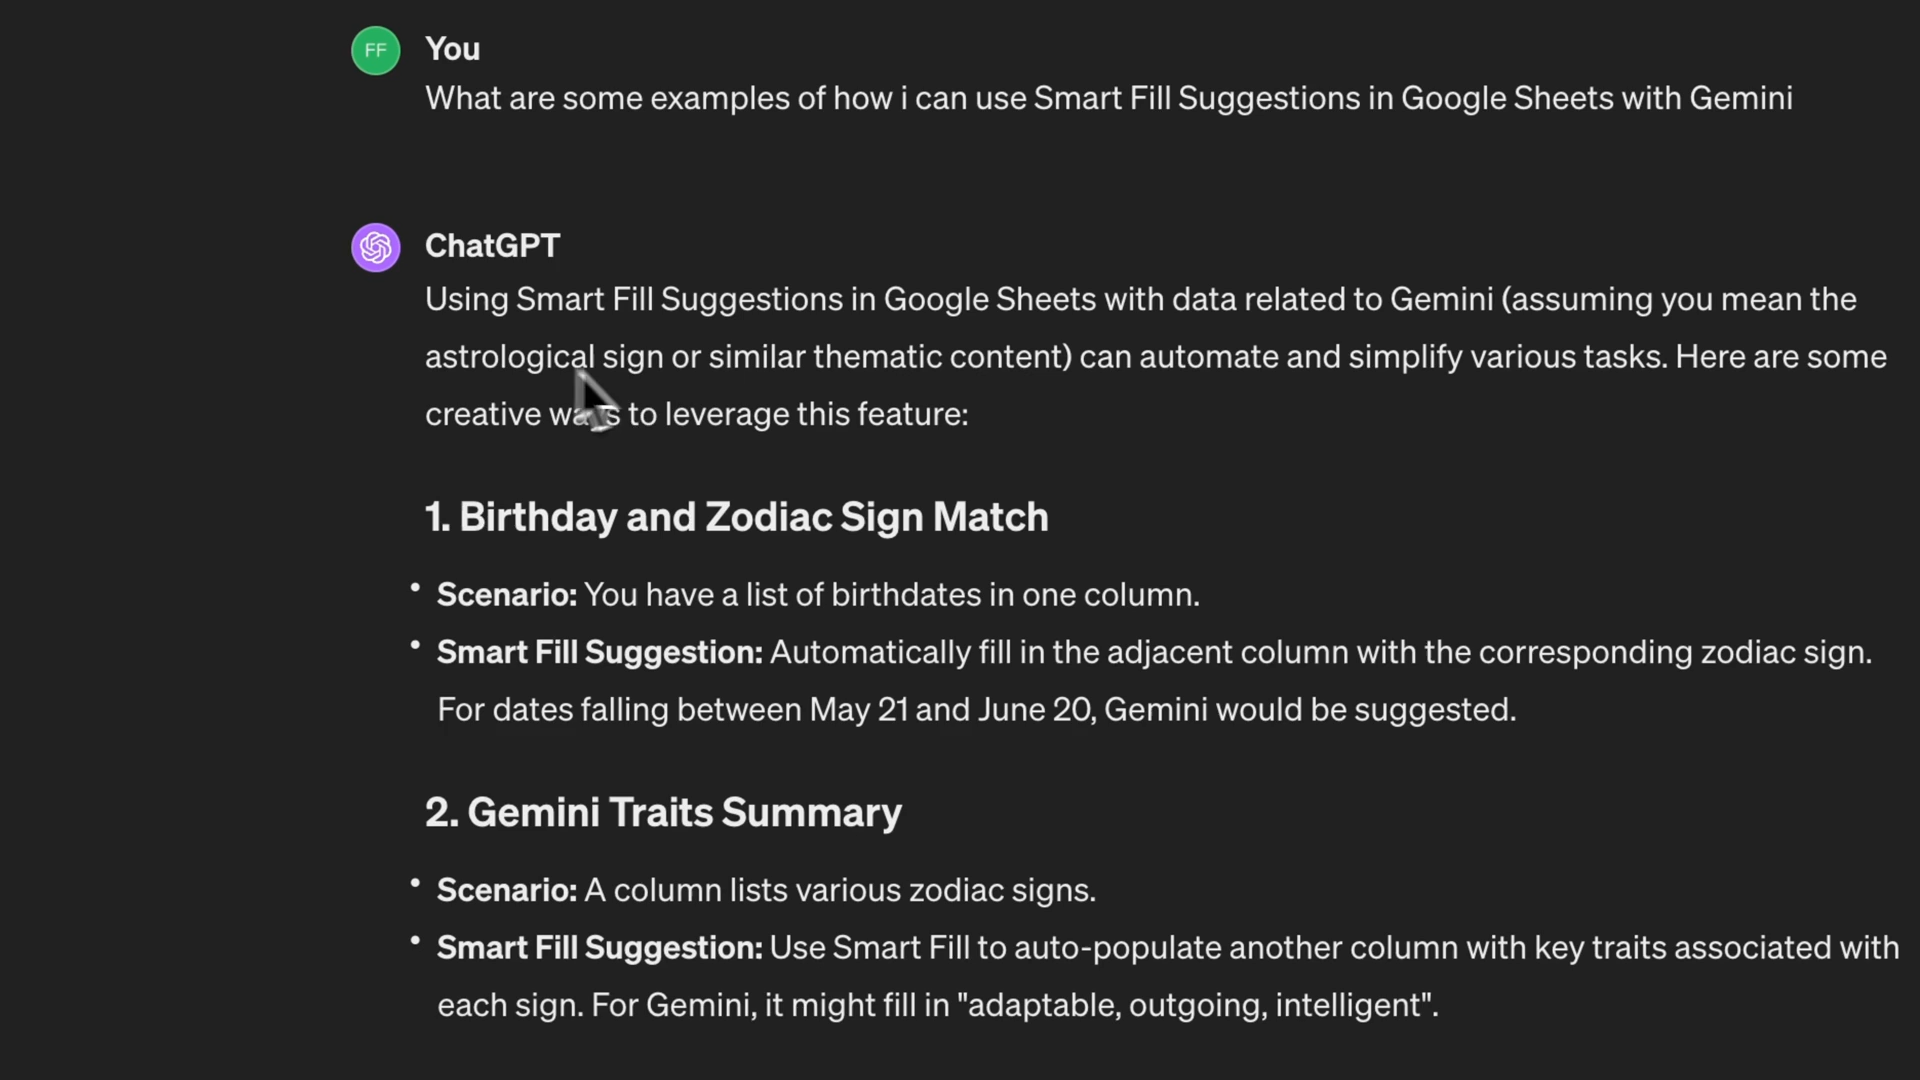 FF
You
What are some examples of how i can use Smart Fill Suggestions in Google Sheets with Gemini
ChatGPT
Using Smart Fill Suggestions in Google Sheets with data related to Gemini (assuming you mean the
astrological sign or similar thematic content) can automate and simplify various tasks. Here are some
creative ways to leverage this feature:
1. Birthday and Zodiac Sign Match
• Scenario: You have a list of birthdates in one column.
• Smart Fill Suggestion: Automatically fill in the adjacent column with the corresponding zodiac sign.
For dates falling between May 21 and June 20, Gemini would be suggested.
2. Gemini Traits Summary
• Scenario: A column lists various zodiac signs.
• Smart Fill Suggestion: Use Smart Fill to auto-populate another column with key traits associated with
each sign. For Gemini, it might fill in "adaptable, outgoing, intelligent".